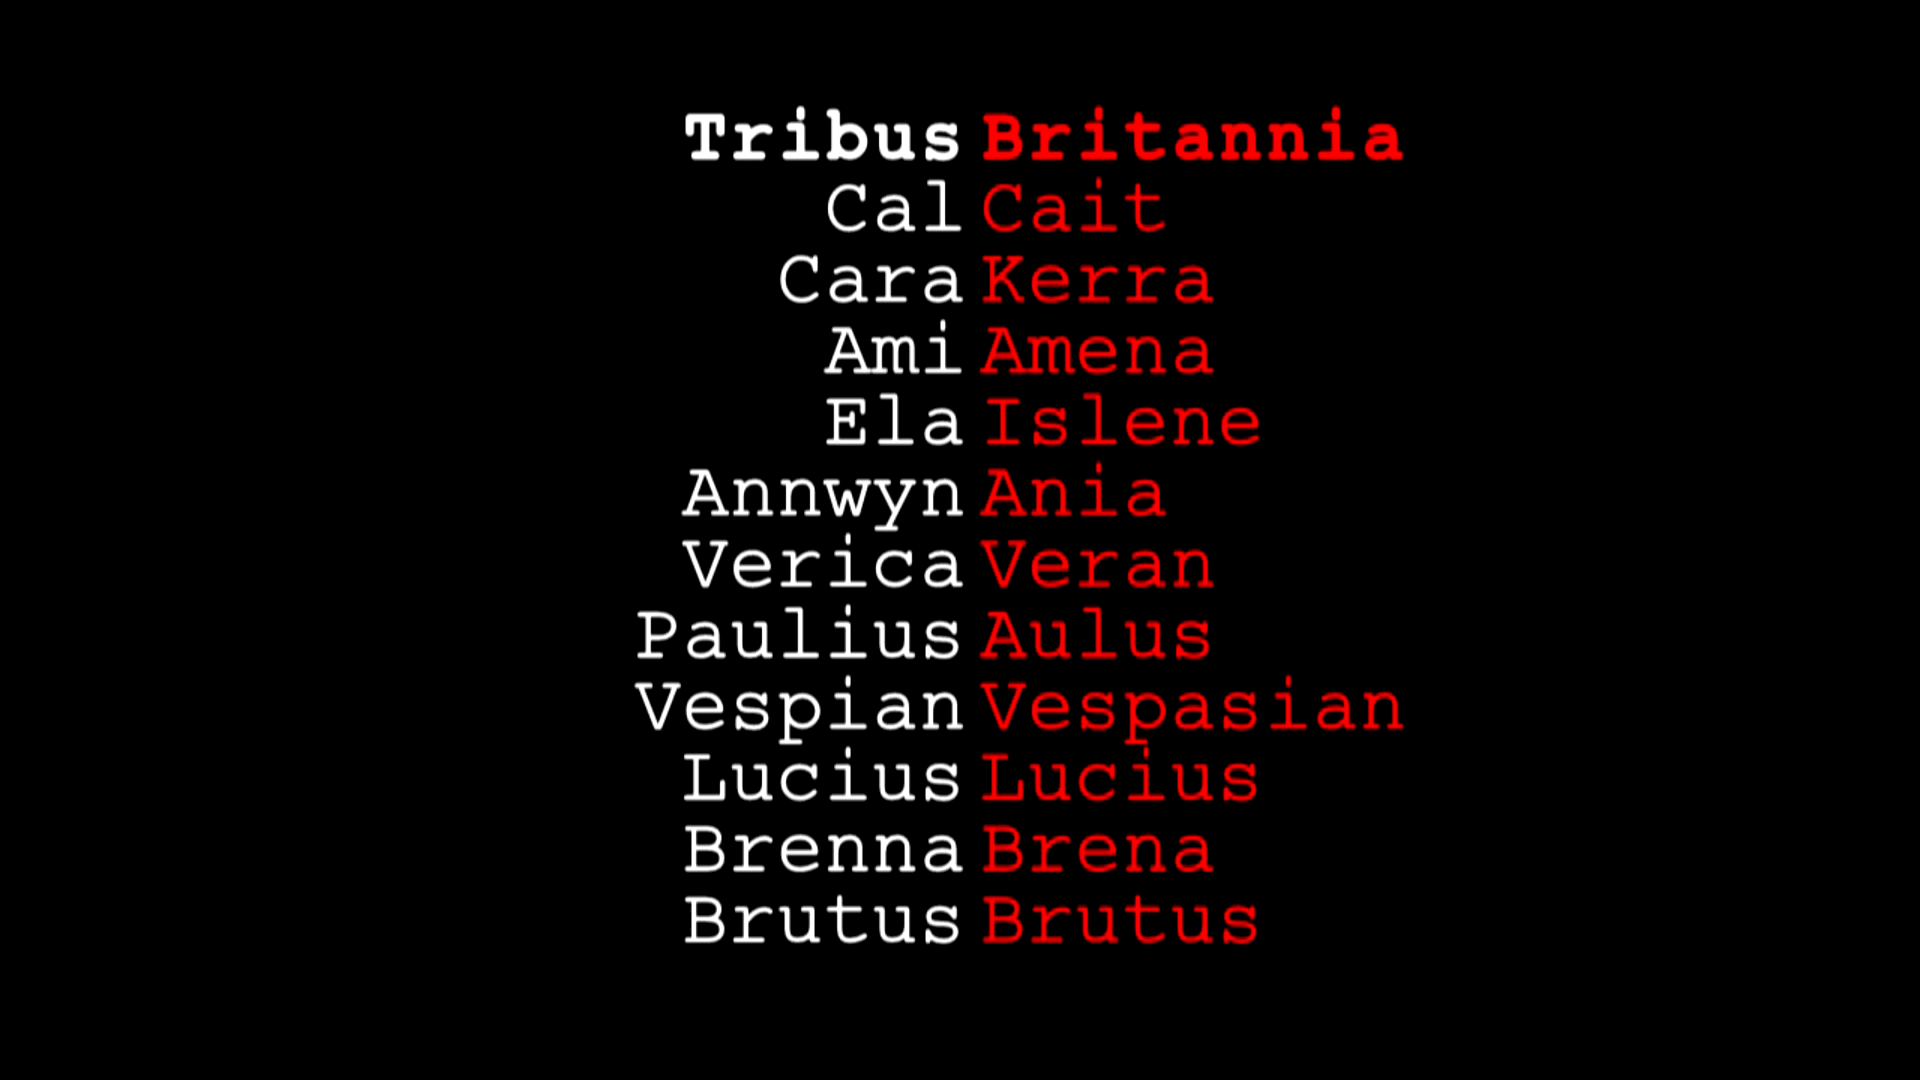 Tribus Britannia
Cal Cait
Cara Kerra
Ami Amena
Ela Islene
Annwyn Ania
Verica Veran
Paulius Aulus
Vespian Vespasian
Lucius Lucius
Brenna Brena
Brutus Brutus